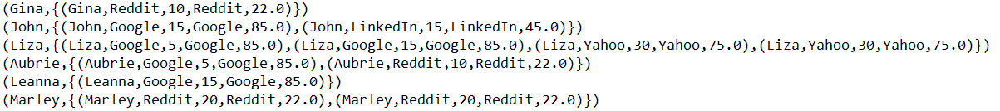 (Gina,{(Gina,Reddit,10,Reddit,22.0)})
(John,{(John,Google,15,Google,85.0),(John,LinkedIn,15,LinkedIn,45.0)})
(Liza,{(Liza,Google,5,Google,85.0),(Liza,Google,15,Google,85.0),(Liza,Yahoo,30,Yahoo,75.0),(Liza,Yahoo,30,Yahoo,75.0)})
(Aubrie,{(Aubrie,Google,5,Google,85.0),(Aubrie,Reddit,10,Reddit,22.0)})
(Leanna,{(Leanna,Google,15,Google,85.0)})
(Marley,{(Marley,Reddit,20,Reddit,22.0),(Marley,Reddit,20,Reddit,22.0)})